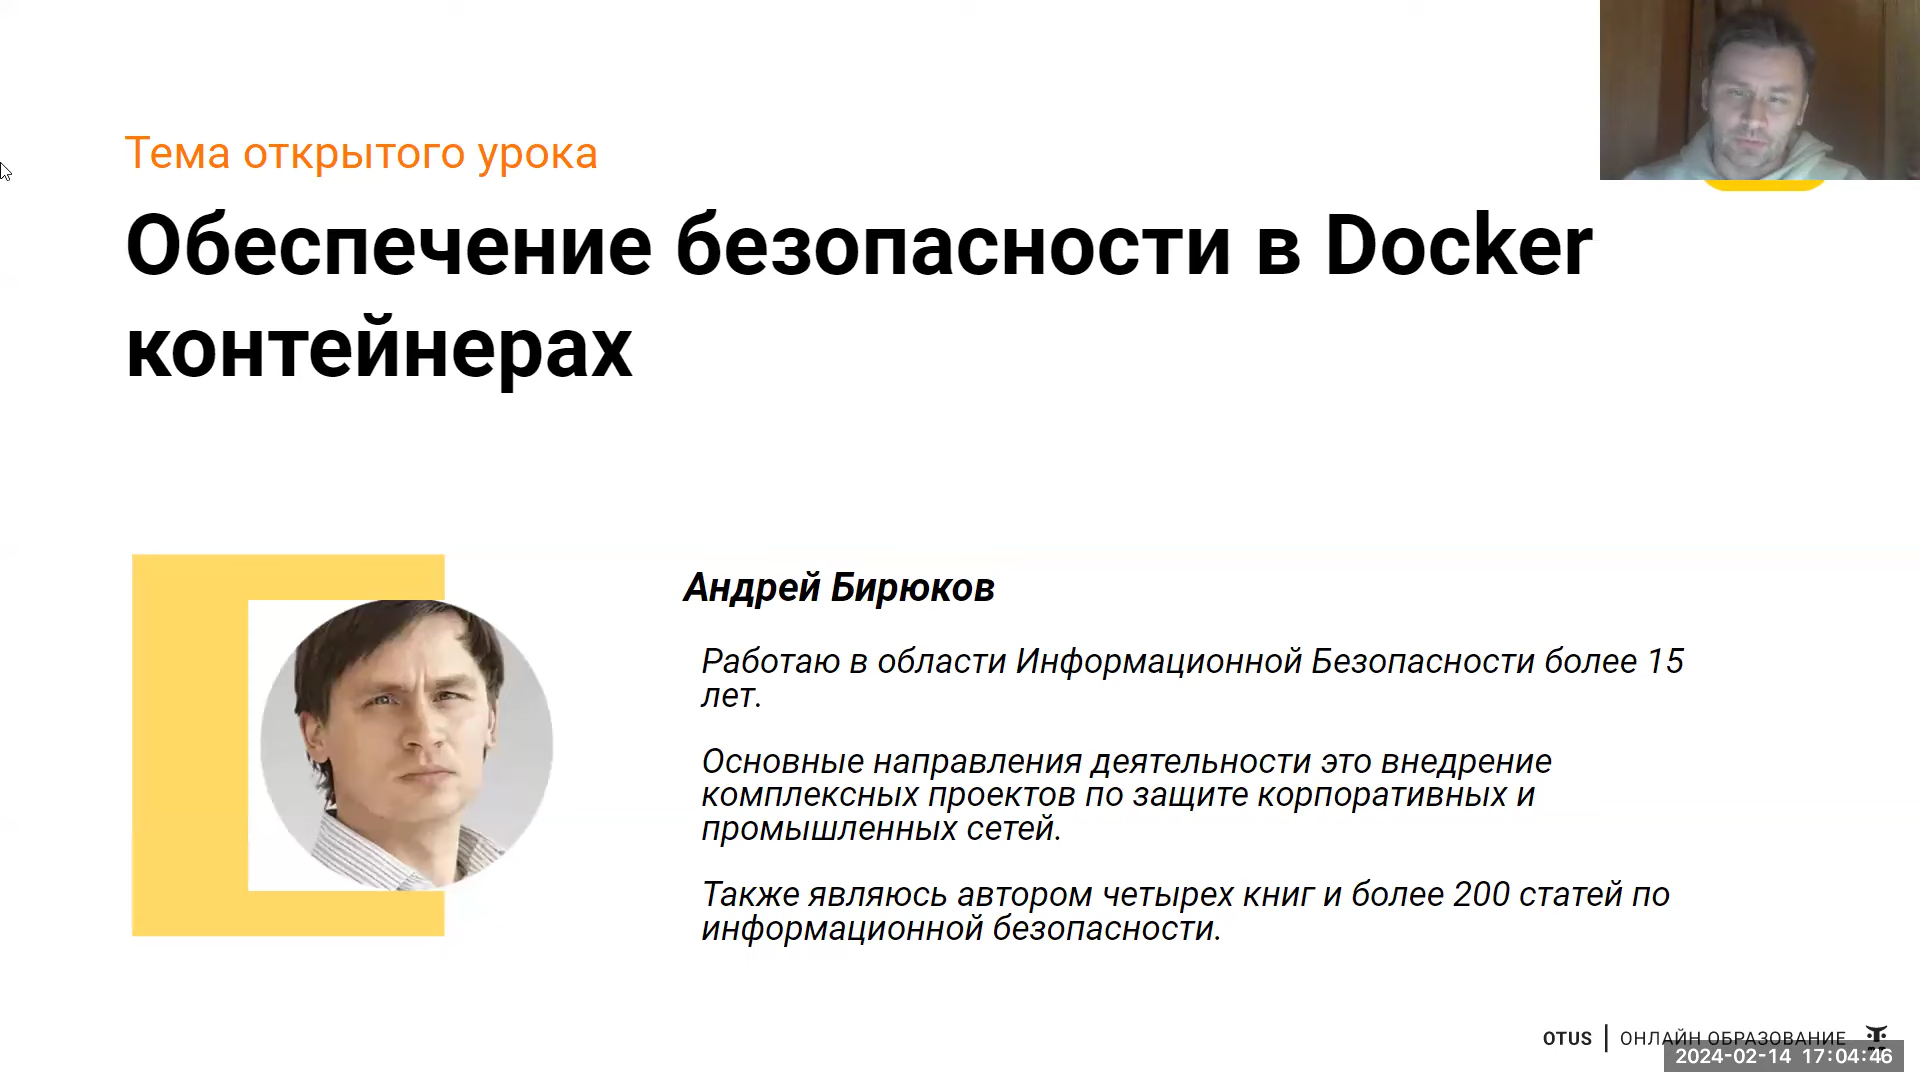 Тема открытого урока
Обеспечение безопасности в Docker
контейнерах
Андрей Бирюков
Работаю в области Информационной Безопасности более 15
лет.
Основные направления деятельности это внедрение
комплексных проектов по защите корпоративных и
промышленных сетей.
Также являюсь автором четырех книг и более 200 статей по
информационной безопасности.
OTUS | ОНЛАЙН ОБРАЗОВАНИЕ
2024-02-14 17:04:46